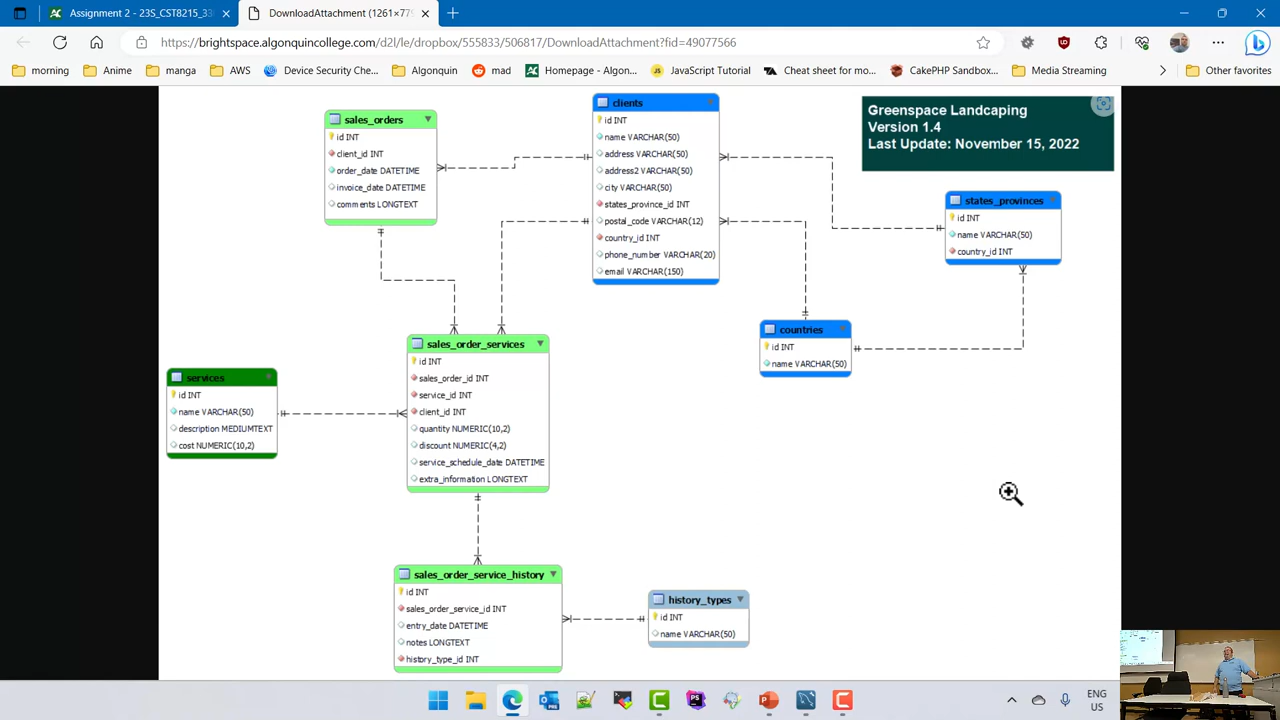 Assignment 2 - 23S_CST8215_33
DownloadAttachment (1261×775
https://brightspace.algonquincollege.com/d2l/le/dropbox/555833/506817/DownloadAttachment?fid=49077566
morning
Anime
manga
AWS
Device Security Che...
Algonquin
mad
Homepage - Algon...
JavaScript Tutorial
Cheat sheet for mo...
CakePHP Sandbox...
Media Streaming
Other favorites
Greenspace Landcaping
Version 1.4
Last Update: November 15, 2022
sales_orders
id INT
client_id INT
order_date DATETIME
invoice_date DATETIME
comments LONGTEXT
clients
id INT
name VARCHAR(50)
address VARCHAR(50)
address2 VARCHAR(50)
city VARCHAR(50)
states_province_id INT
postal_code VARCHAR(12)
country_id INT
phone_number VARCHAR(20)
email VARCHAR(150)
states_provinces
id INT
name VARCHAR(50)
country_id INT
countries
id INT
name VARCHAR(50)
services
id INT
name VARCHAR(50)
description MEDIUMTEXT
cost NUMERIC(10,2)
sales_order_services
id INT
sales_order_id INT
service_id INT
client_id INT
quantity NUMERIC(10,2)
discount NUMERIC(4,2)
service_schedule_date DATETIME
extra_information LONGTEXT
sales_order_service_history
id INT
sales_order_service_id INT
entry_date DATETIME
notes LONGTEXT
history_type_id INT
history_types
id INT
name VARCHAR(50)
ENG
US